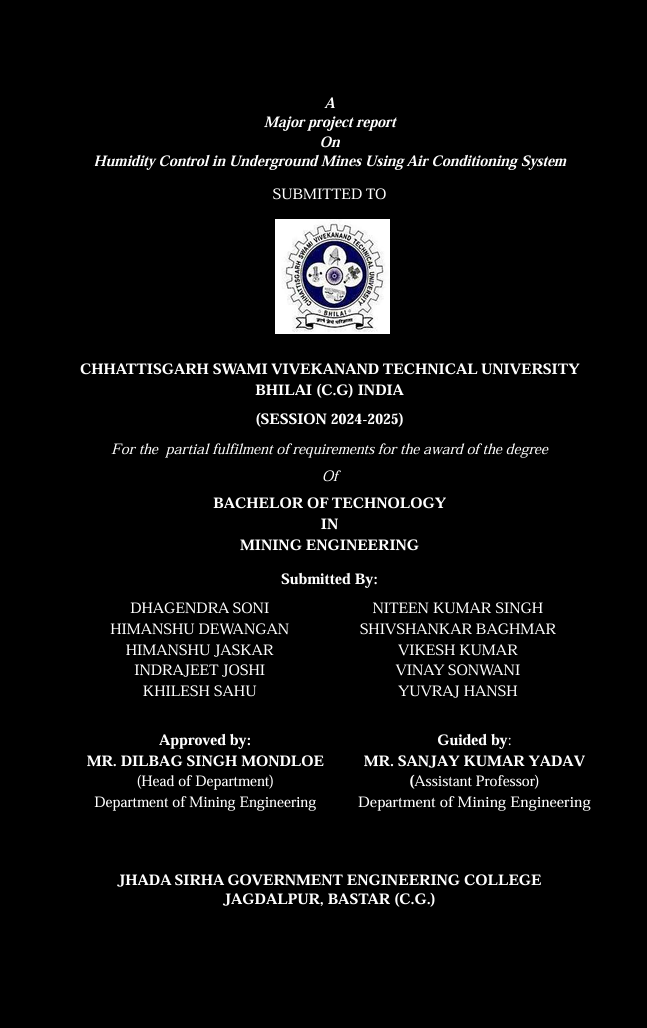 A
Major project report
On
Humidity Control in Underground Mines Using Air Conditioning System
SUBMITTED TO
CHHATTISGARH SWAMI VIVEKANAND TECHNICAL UNIVERSITY
BHILAI
CHHATTISGARH SWAMI VIVEKANAND TECHNICAL UNIVERSITY
BHILAI (C.G) INDIA
(SESSION 2024-2025)
For the partial fulfilment of requirements for the award of the degree
Of
BACHELOR OF TECHNOLOGY
IN
MINING ENGINEERING
Submitted By:
DHAGENDRA SONI NITEEN KUMAR SINGH
HIMANSHU DEWANGAN SHIVSHANKAR BAGHMAR
HIMANSHU JASKAR VIKESH KUMAR
INDRAJEET JOSHI VINAY SONWANI
KHILESH SAHU YUVRAJ HANSH
Approved by: Guided by:
MR. DILBAG SINGH MONDLOE MR. SANJAY KUMAR YADAV
(Head of Department) (Assistant Professor)
Department of Mining Engineering Department of Mining Engineering
JHADA SIRHA GOVERNMENT ENGINEERING COLLEGE
JAGDALPUR, BASTAR (C.G.)